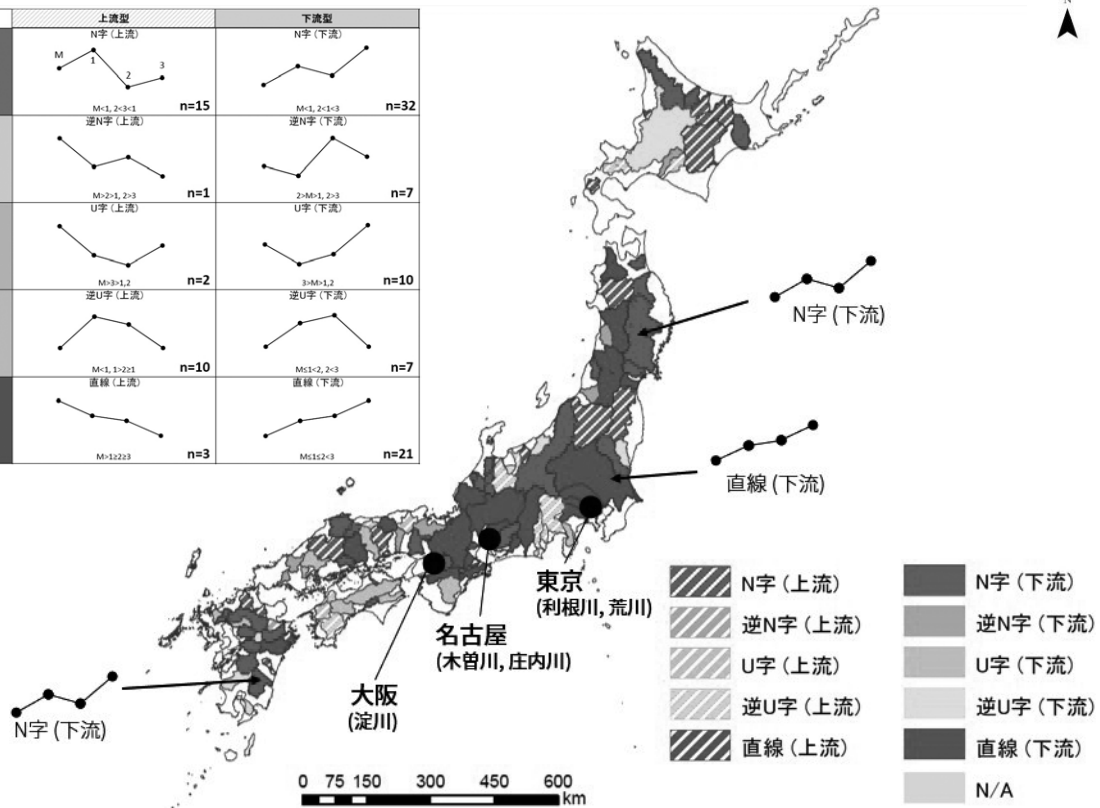 上流型
下流型
N字 (上流)
M
1
2
3
M<1, 2<3<1
n=15
N字 (下流)
M<1, 2<1<3
n=32
逆N字 (上流)
M>2>1, 2>3
n=1
逆N字 (下流)
2>M>1, 2>3
n=7
U字 (上流)
M>3>1,2
n=2
U字 (下流)
3>M>1,2
n=10
逆U字 (上流)
M<1, 1>2≥1
n=10
逆U字 (下流)
M≤1<2, 2<3
n=7
直線 (上流)
M>1≥2≥3
n=3
直線 (下流)
M≤1≤2<3
n=21
N字 (下流)
直線 (下流)
東京
(利根川, 荒川)
名古屋
(木曽川, 庄内川)
大阪
(淀川)
N字 (下流)
N字 (上流)
逆N字 (上流)
U字 (上流)
逆U字 (上流)
直線 (上流)
N字 (下流)
逆N字 (下流)
U字 (下流)
逆U字 (下流)
直線 (下流)
N/A
0 75 150 300 450 600
km